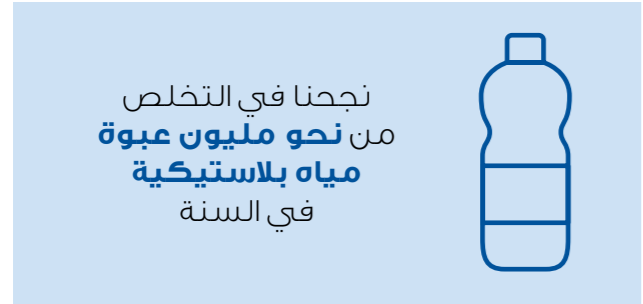 نجحنا في التخلص
من نحو مليون عبوة
مياه بلاستيكية
في السنة